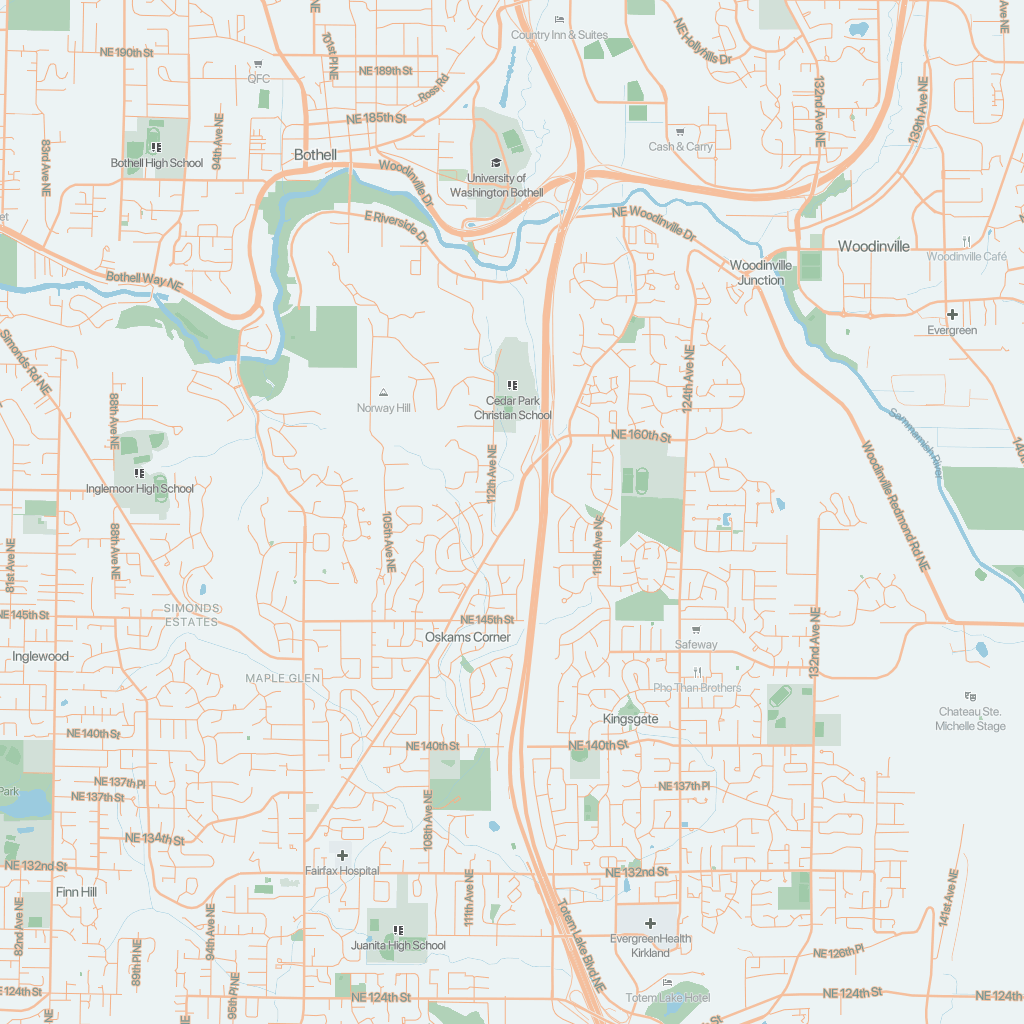 Country Inn & Suites
NE Hollyhills Dr
NE 190th St
101st Pl NE
NE 189th St
QFC
Ross Rd
132nd Ave NE
139th Ave NE
NE 185th St
94th Ave NE
83rd Ave NE
Cash & Carry
Bothell High School
Bothell
Woodinville Dr
University of
Washington Bothell
E Riverside Dr
NE Woodinville Dr
Woodinville
Woodinville Café
Woodinville
Junction
Bothell Way NE
Evergreen
Simonds Rd NE
124th Ave NE
Norway Hill
Cedar Park
Christian School
88th Ave NE
NE 160th St
Sammamish River
Woodinville Redmond Rd NE
112th Ave NE
Inglemoor High School
88th Ave NE
105th Ave NE
119th Ave NE
81st Ave NE
SIMONDS
ESTATES
NE 145th St
NE 145th St
Oskams Corner
132nd Ave NE
Safeway
Inglewood
MAPLE GLEN
Pho Than Brothers
Kingsgate
Chateau Ste.
Michelle Stage
NE 140th St
NE 140th St
NE 140th St
NE 137th Pl
NE 137th St
NE 137th Pl
Park
108th Ave NE
NE 134th St
NE 132nd St
Fairfax Hospital
NE 132nd St
Finn Hill
82nd Ave NE
94th Ave NE
111th Ave NE
141st Ave NE
Totem Lake Blvd NE
Juanita High School
EvergreenHealth
Kirkland
89th Pl NE
NE 126th Pl
95th Pl NE
NE 124th St
NE 124th St
Totem Lake Hotel
NE 124th St
NE 124th St